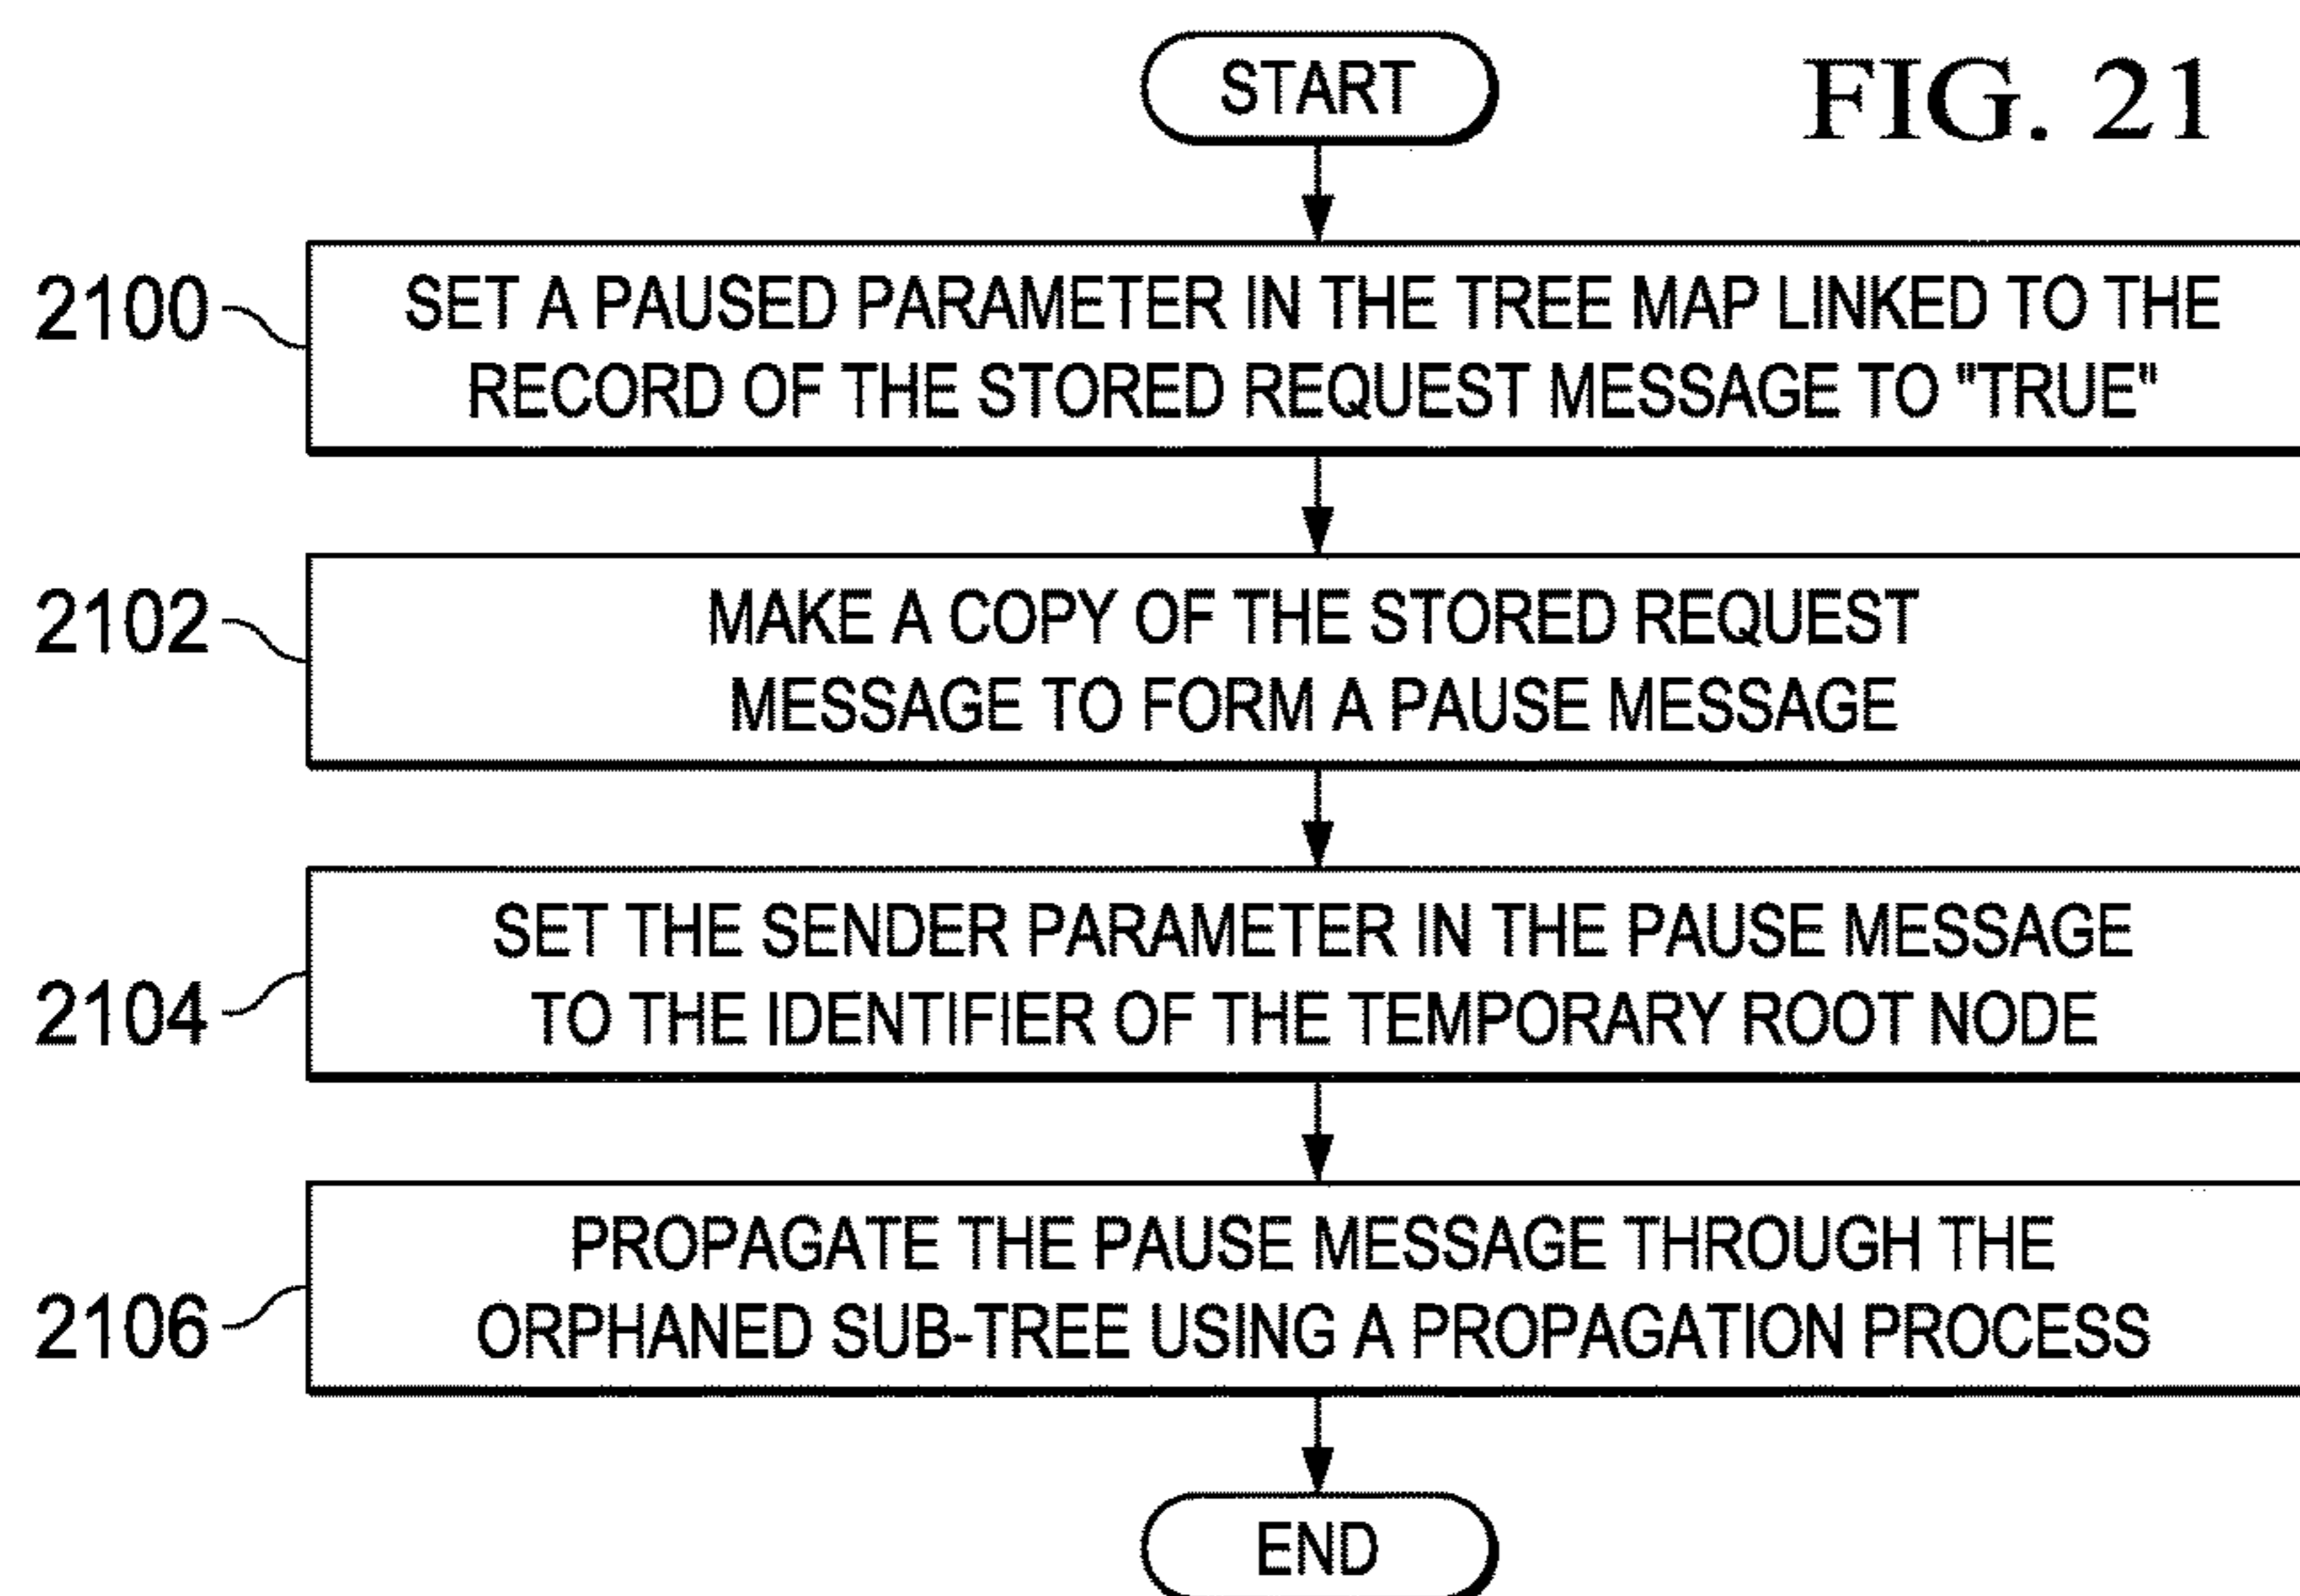 START
FIG. 21
2100
SET A PAUSED PARAMETER IN THE TREE MAP LINKED TO THE
RECORD OF THE STORED REQUEST MESSAGE TO "TRUE"
2102
MAKE A COPY OF THE STORED REQUEST
MESSAGE TO FORM A PAUSE MESSAGE
2104
SET THE SENDER PARAMETER IN THE PAUSE MESSAGE
TO THE IDENTIFIER OF THE TEMPORARY ROOT NODE
2106
PROPAGATE THE PAUSE MESSAGE THROUGH THE
ORPHANED SUB-TREE USING A PROPAGATION PROCESS
END